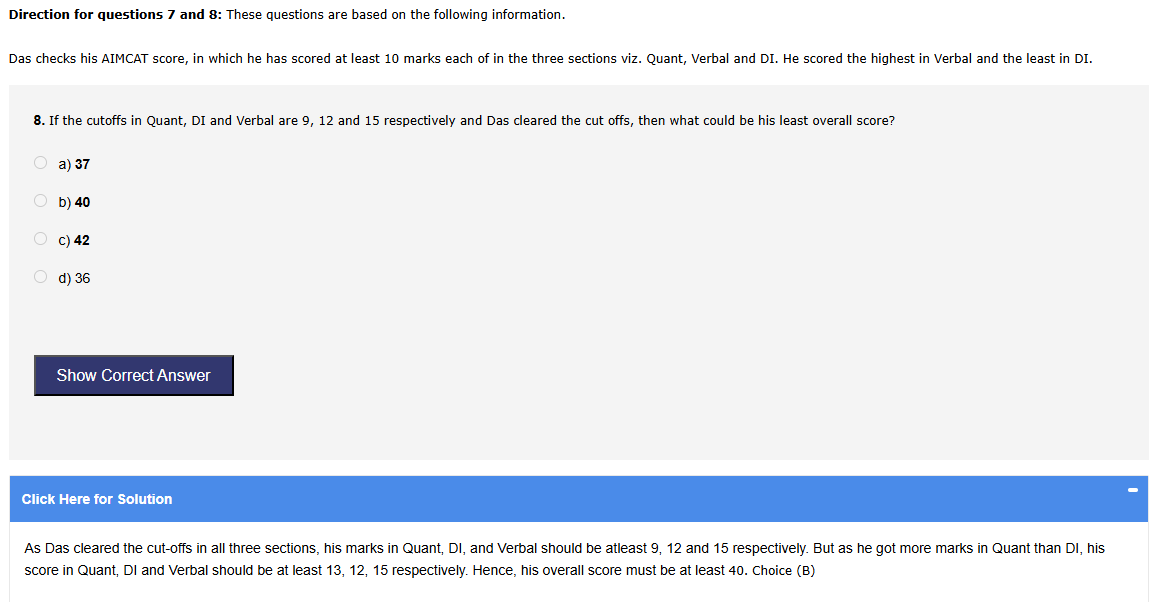 Direction for questions 7 and 8: These questions are based on the following information.
Das checks his AIMCAT score, in which he has scored at least 10 marks each of in the three sections viz. Quant, Verbal and DI. He scored the highest in Verbal and the least in DI.
8. If the cutoffs in Quant, DI and Verbal are 9, 12 and 15 respectively and Das cleared the cut offs, then what could be his least overall score?
a) 37
b) 40
c) 42
d) 36
Show Correct Answer
Click Here for Solution
As Das cleared the cut-offs in all three sections, his marks in Quant, DI, and Verbal should be atleast 9, 12 and 15 respectively. But as he got more marks in Quant than DI, his
score in Quant, DI and Verbal should be at least 13, 12, 15 respectively. Hence, his overall score must be at least 40. Choice (B)